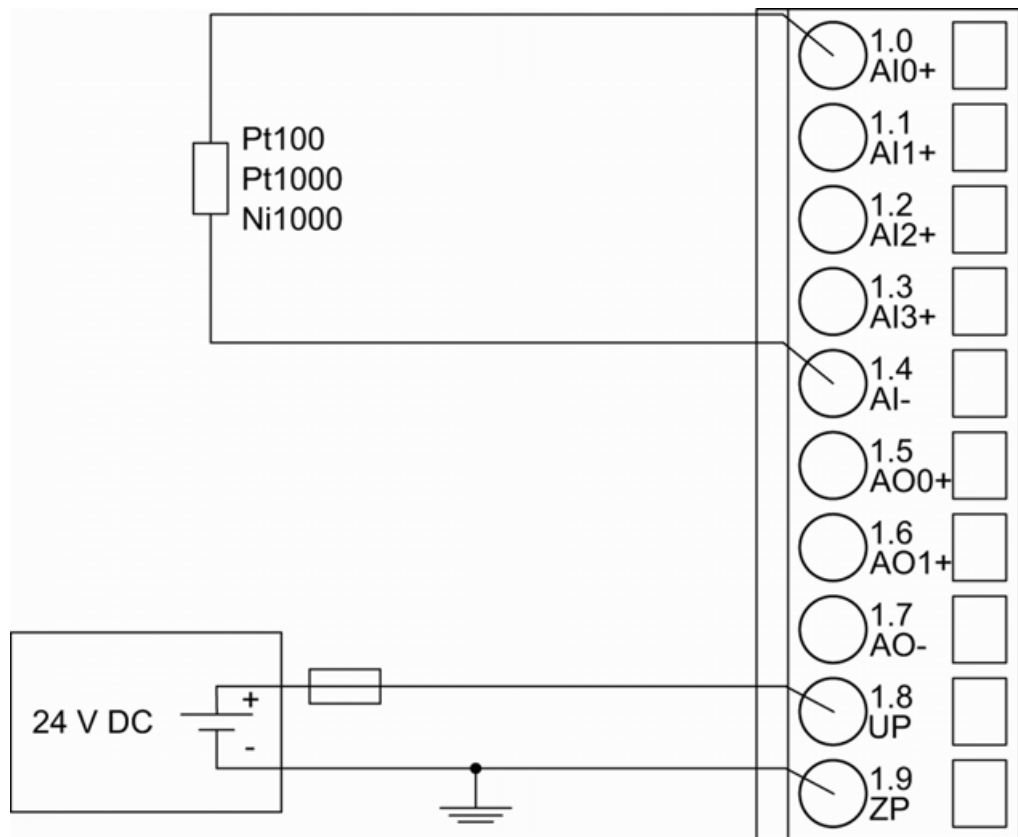 1.0
AI0+
1.1
AI1+
Pt100
Pt1000
Ni1000
1.2
AI2+
1.3
AI3+
1.4
AI-
1.5
AO0+
1.6
AO1+
1.7
AO-
24 V DC
+
-
1.8
UP
1.9
ZP